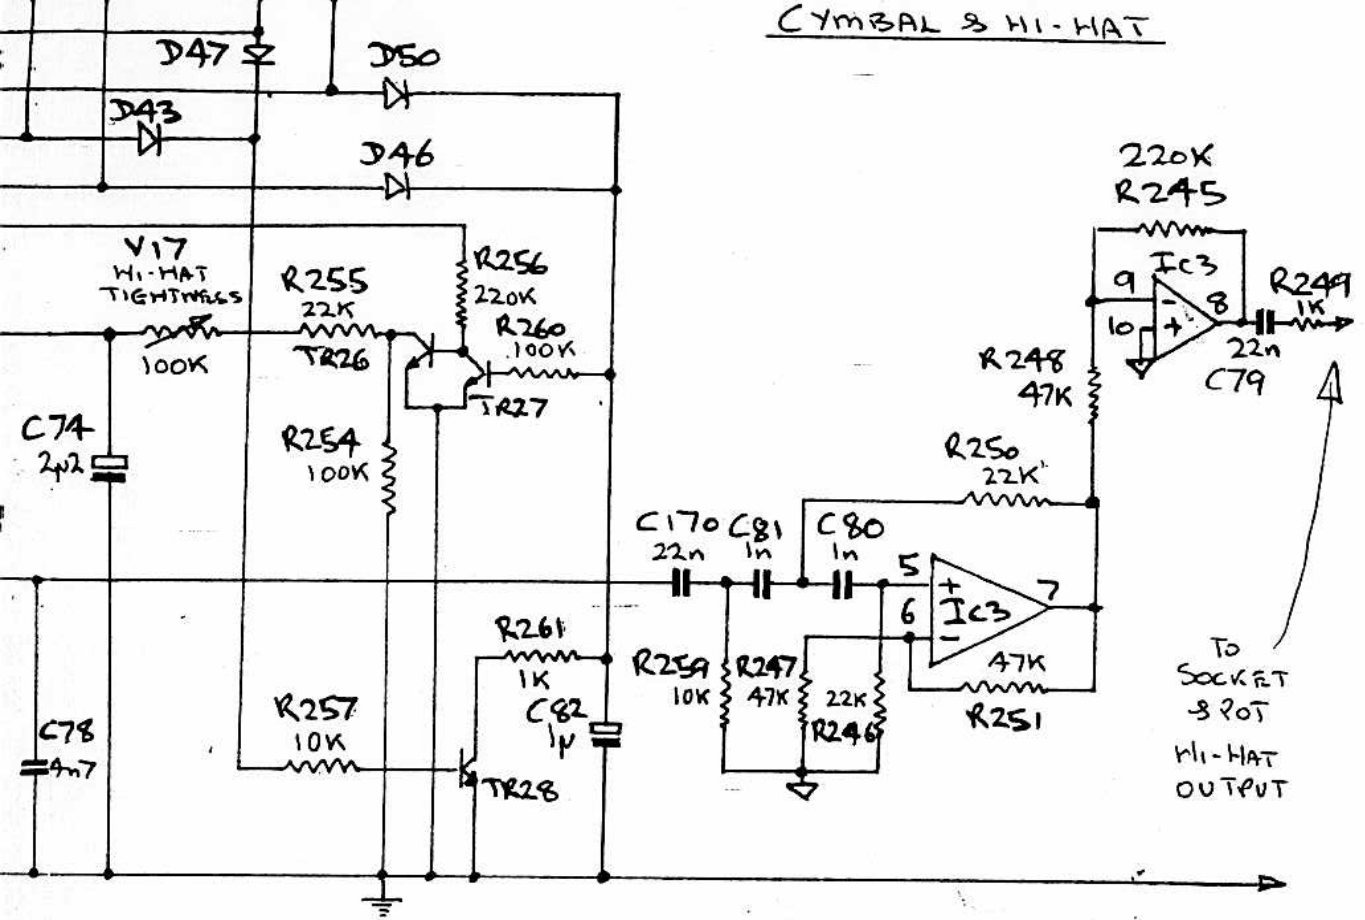 CYMBAL & HI-HAT
D47
D50
D43
D46
220K
R245
V17
HI-HAT
TIGHTNESS
100K
R255
22K
TR26
R256
220K
R260
100K
TR27
IC3
9
10
8
-
+
R249
1K
22n
C79
R248
47K
C74
2µ2
R254
100K
R250
22K
C170
22n
C81
1n
C80
1n
5
6
7
+
IC3
-
R261
1K
R259
10K
R247
47K
22K
R246
47K
R251
TO
SOCKET
& POT
HI-HAT
OUTPUT
R257
10K
C82
1µ
C78
4n7
TR28